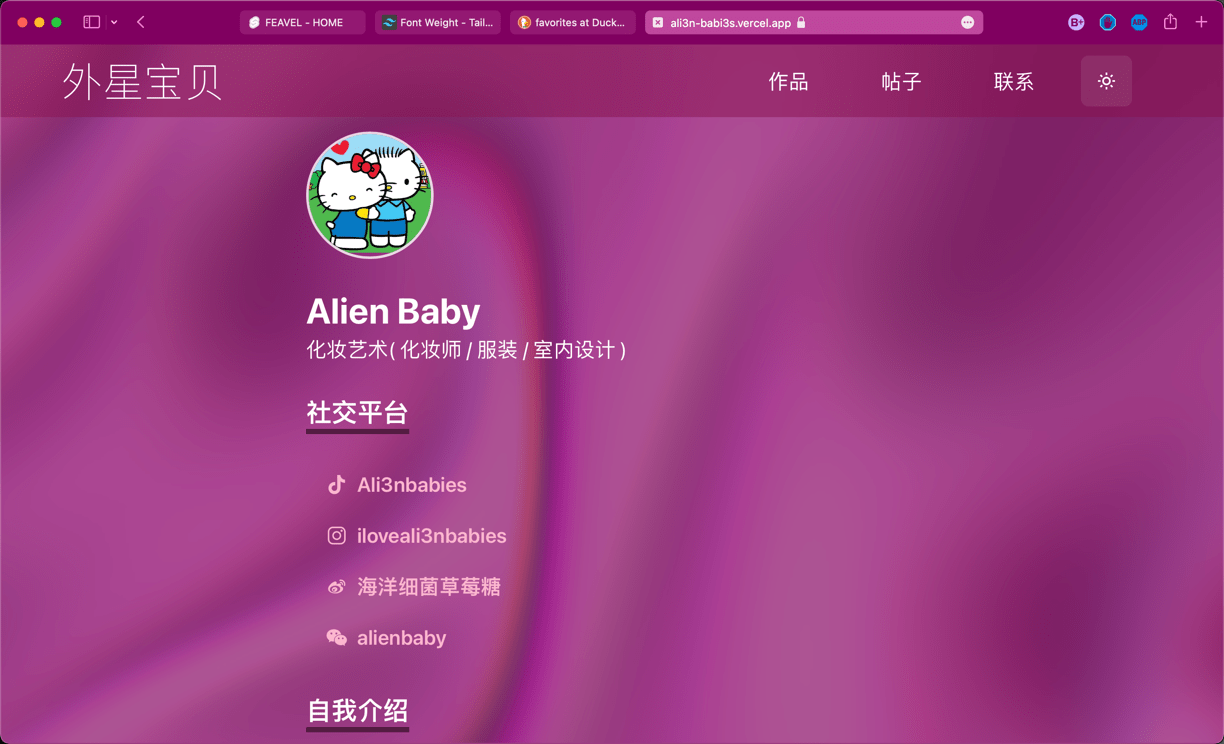 FEAVEL - HOME
Font Weight - Tail...
favorites at Duck...
ali3n-babi3s.vercel.app
B+
ABP
外星宝贝
作品
帖子
联系
Alien Baby
化妆艺术( 化妆师 / 服装 / 室内设计 )
社交平台
Ali3nbabies
iloveali3nbabies
海洋细菌草莓糖
alienbaby
自我介绍